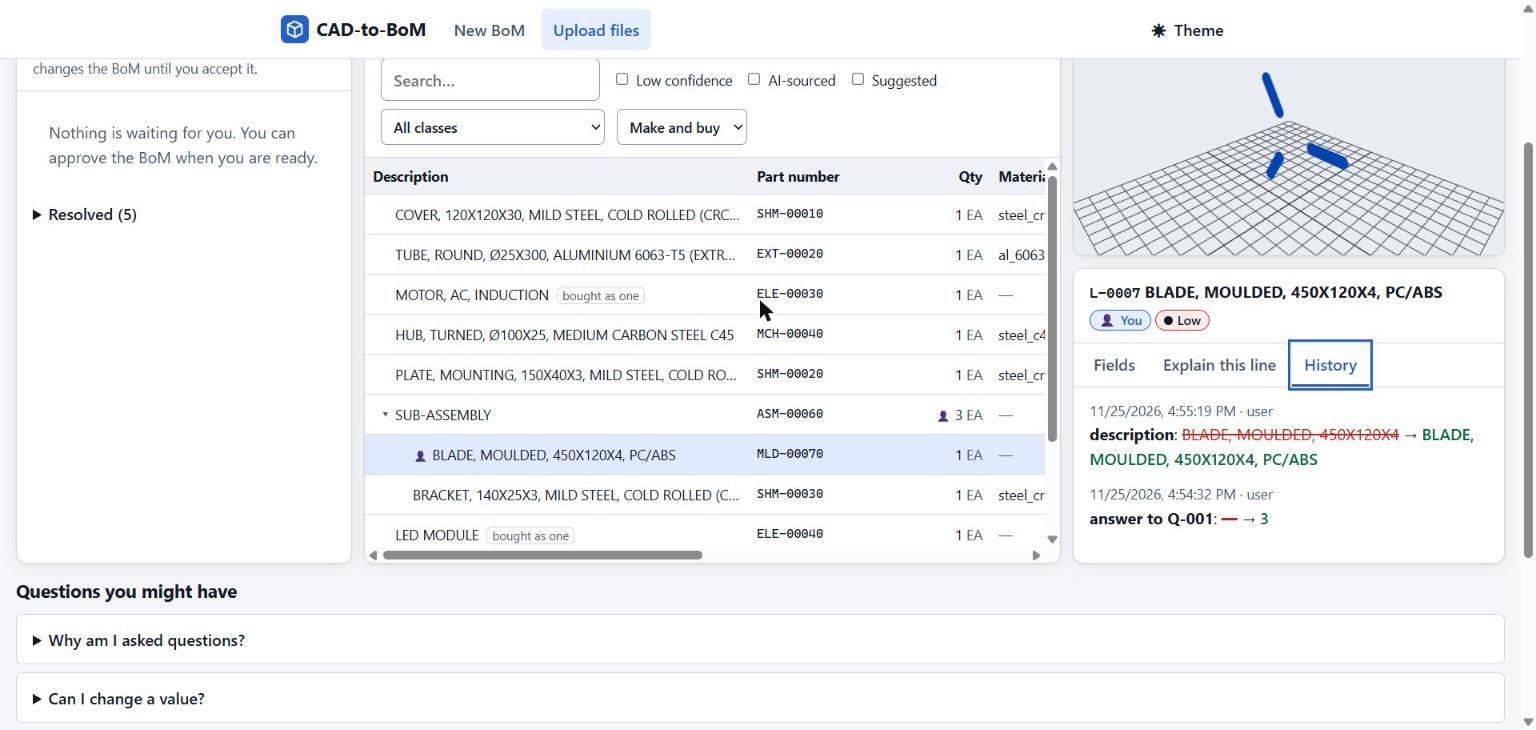 CAD-to-BoM
New BoM
Upload files
Theme
changes the BoM until you accept it.
Nothing is waiting for you. You can
approve the BoM when you are ready.
Resolved (5)
Search...
Low confidence
AI-sourced
Suggested
All classes
Make and buy
Description Part number Qty Materia
COVER, 120X120X30, MILD STEEL, COLD ROLLED (CRC... SHM-00010 1 EA steel_cr
TUBE, ROUND, Ø25X300, ALUMINIUM 6063-T5 (EXTR... EXT-00020 1 EA al_6063
MOTOR, AC, INDUCTION bought as one ELE-00030 1 EA —
HUB, TURNED, Ø100X25, MEDIUM CARBON STEEL C45 MCH-00040 1 EA steel_c4
PLATE, MOUNTING, 150X40X3, MILD STEEL, COLD RO... SHM-00020 1 EA steel_cr
SUB-ASSEMBLY ASM-00060 3 EA —
BLADE, MOULDED, 450X120X4, PC/ABS MLD-00070 1 EA —
BRACKET, 140X25X3, MILD STEEL, COLD ROLLED (C... SHM-00030 1 EA steel_cr
LED MODULE bought as one ELE-00040 1 EA —
L-0007 BLADE, MOULDED, 450X120X4, PC/ABS
You Low
Fields Explain this line History
11/25/2026, 4:55:19 PM · user
description: BLADE, MOULDED, 450X120X4 → BLADE,
MOULDED, 450X120X4, PC/ABS
11/25/2026, 4:54:32 PM · user
answer to Q-001: — → 3
Questions you might have
Why am I asked questions?
Can I change a value?